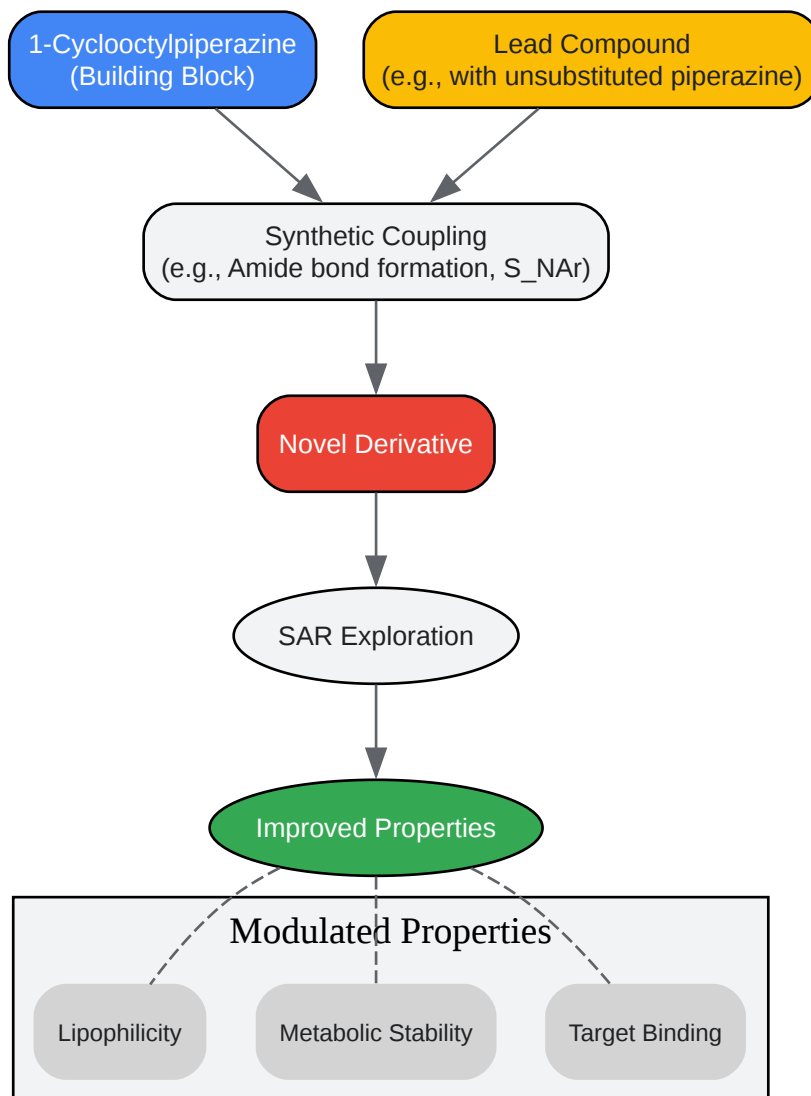 1-Cyclooctylpiperazine
(Building Block)
Lead Compound
(e.g., with unsubstituted piperazine)
Synthetic Coupling
(e.g., Amide bond formation, S_NAr)
Novel Derivative
SAR Exploration
Improved Properties
Modulated Properties
Lipophilicity
Metabolic Stability
Target Binding